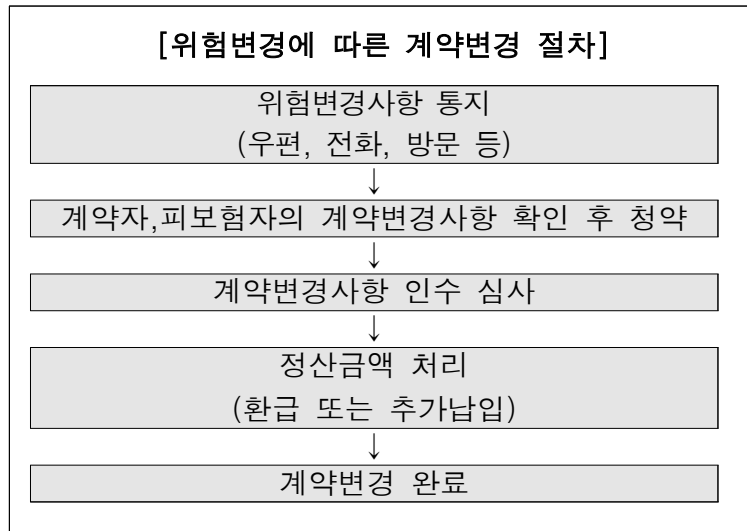 [위험변경에 따른 계약변경 절차]
위험변경사항 통지
(우편, 전화, 방문 등)
↓
계약자,피보험자의 계약변경사항 확인 후 청약
↓
계약변경사항 인수 심사
↓
정산금액 처리
(환급 또는 추가납입)
↓
계약변경 완료